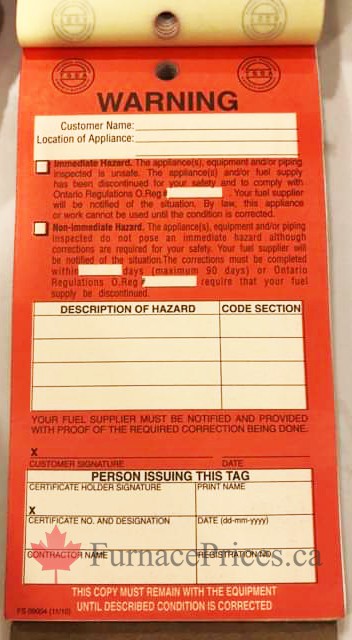 WARNING
Customer Name:
Location of Appliance:
Immediate Hazard. The appliance(s), equipment and/or piping
inspected is unsafe. The appliance(s) and/or fuel supply
has been discontinued for your safety and to comply with
Ontario Regulations O.Reg# . Your fuel supplier
will be notified of the situation. By law, this appliance
or work cannot be used until the condition is corrected.
Non-immediate Hazard. The appliance(s), equipment and/or piping
inspected do not pose an immediate hazard although
corrections are required for your safety. Your fuel supplier will
be notified of the situation.The corrections must be completed
within days (maximum 90 days) or Ontario
Regulations O.Reg.# require that your fuel
supply be discontinued.
DESCRIPTION OF HAZARD CODE SECTION
YOUR FUEL SUPPLIER MUST BE NOTIFIED AND PROVIDED
WITH PROOF OF THE REQUIRED CORRECTION BEING DONE.
X
CUSTOMER SIGNATURE DATE
PERSON ISSUING THIS TAG
CERTIFICATE HOLDER SIGNATURE PRINT NAME
X
CERTIFICATE NO. AND DESIGNATION DATE (dd-mm-yyyy)
CONTRACTOR NAME REGISTRATION NO.
FurnacePrices.ca
THIS COPY MUST REMAIN WITH THE EQUIPMENT
UNTIL DESCRIBED CONDITION IS CORRECTED